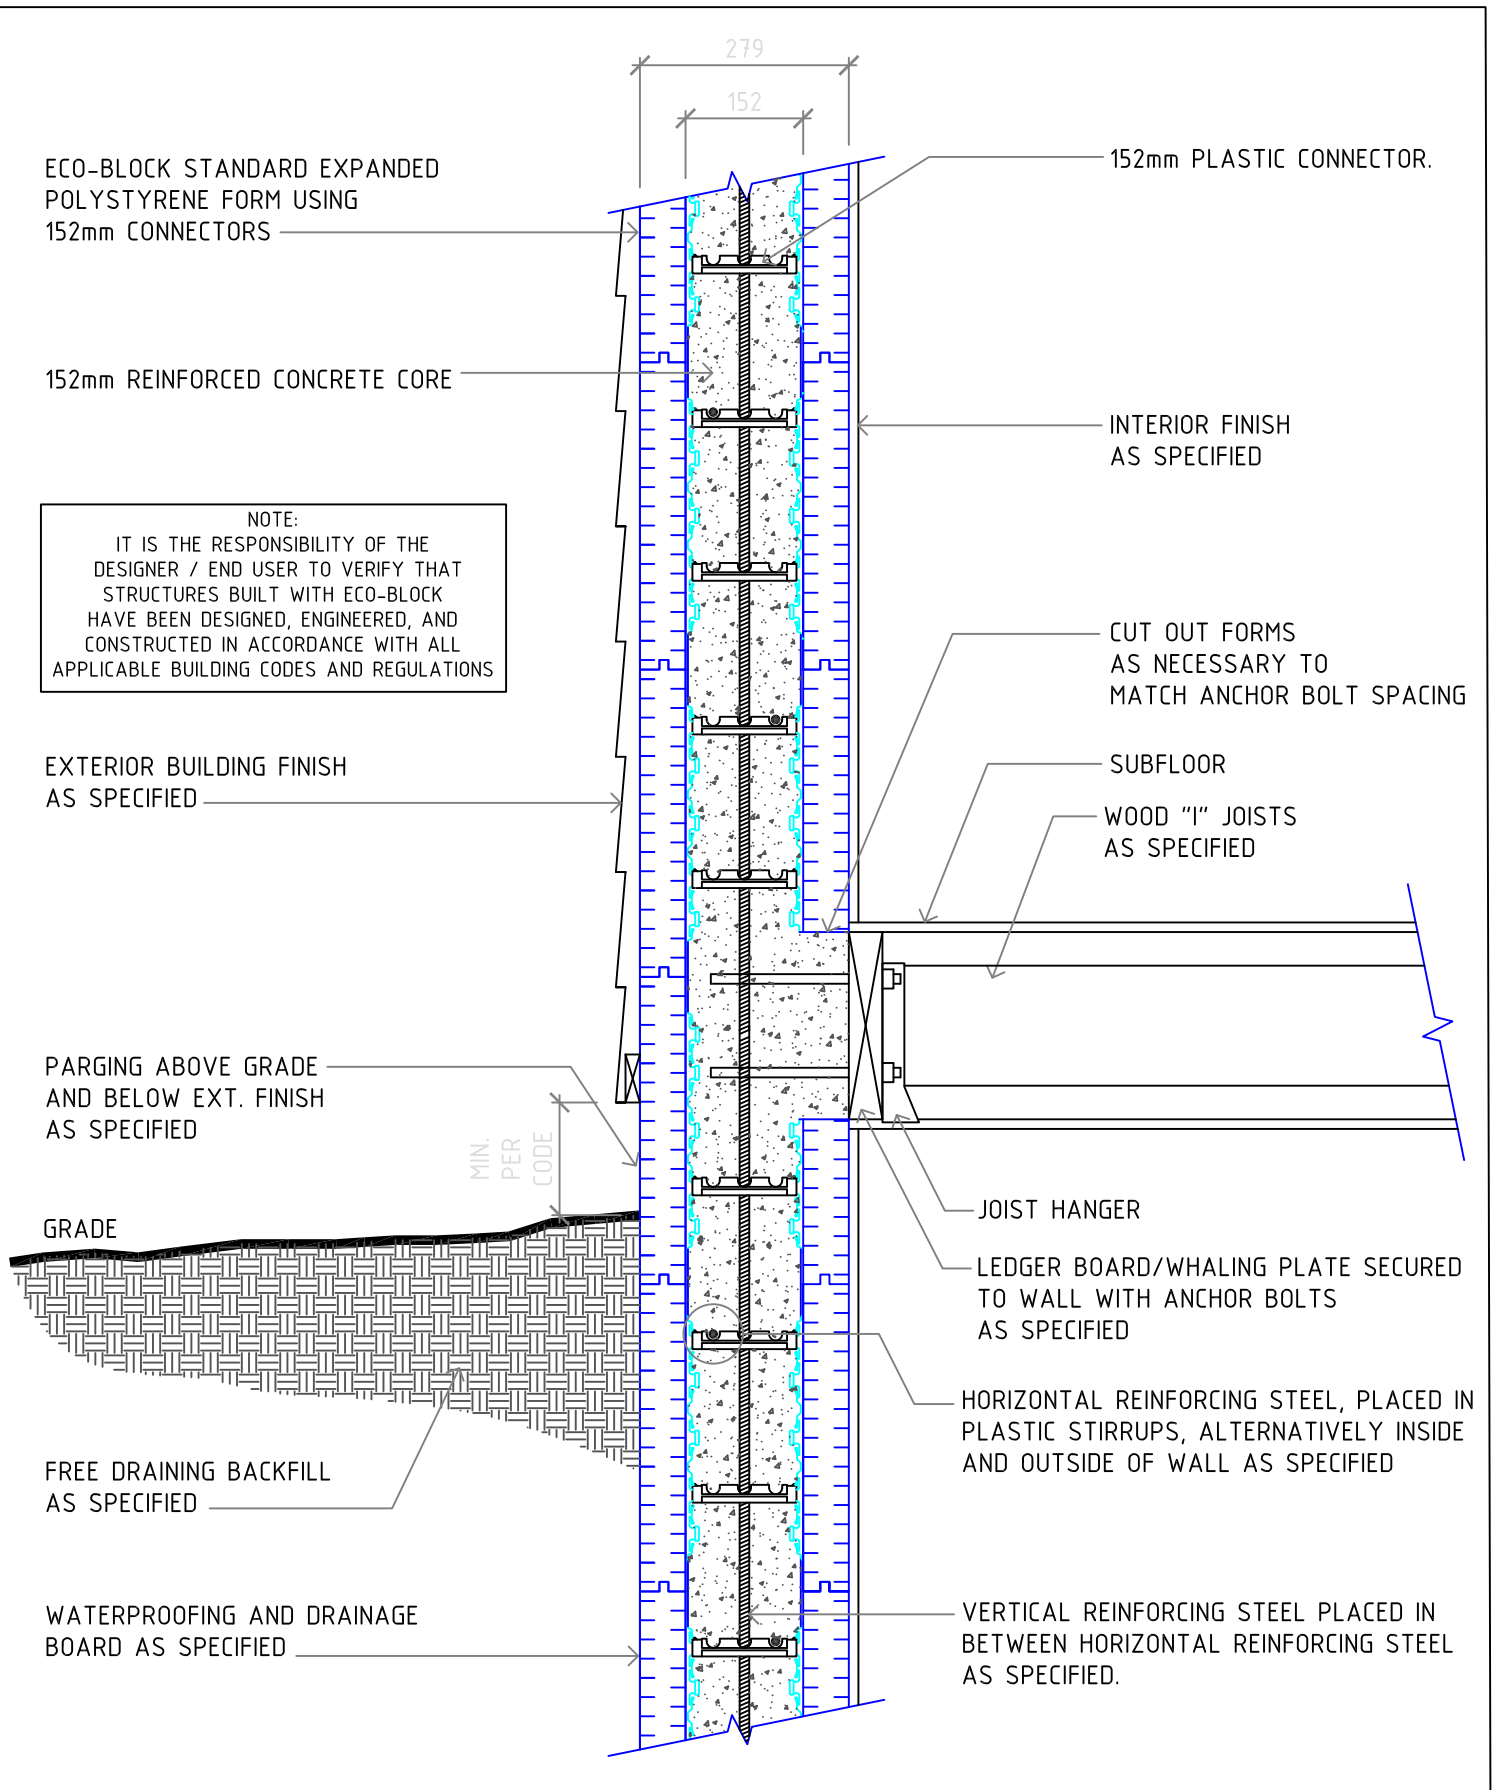 279
152
ECO-BLOCK STANDARD EXPANDED
POLYSTYRENE FORM USING
152mm CONNECTORS
152mm PLASTIC CONNECTOR.
152mm REINFORCED CONCRETE CORE
INTERIOR FINISH
AS SPECIFIED
NOTE:
IT IS THE RESPONSIBILITY OF THE
DESIGNER / END USER TO VERIFY THAT
STRUCTURES BUILT WITH ECO-BLOCK
HAVE BEEN DESIGNED, ENGINEERED, AND
CONSTRUCTED IN ACCORDANCE WITH ALL
APPLICABLE BUILDING CODES AND REGULATIONS
CUT OUT FORMS
AS NECESSARY TO
MATCH ANCHOR BOLT SPACING
EXTERIOR BUILDING FINISH
AS SPECIFIED
SUBFLOOR
WOOD "I" JOISTS
AS SPECIFIED
PARGING ABOVE GRADE
AND BELOW EXT. FINISH
AS SPECIFIED
MIN.
PER
CODE
GRADE
JOIST HANGER
LEDGER BOARD/WHALING PLATE SECURED
TO WALL WITH ANCHOR BOLTS
AS SPECIFIED
HORIZONTAL REINFORCING STEEL, PLACED IN
PLASTIC STIRRUPS, ALTERNATIVELY INSIDE
AND OUTSIDE OF WALL AS SPECIFIED
FREE DRAINING BACKFILL
AS SPECIFIED
WATERPROOFING AND DRAINAGE
BOARD AS SPECIFIED
VERTICAL REINFORCING STEEL PLACED IN
BETWEEN HORIZONTAL REINFORCING STEEL
AS SPECIFIED.